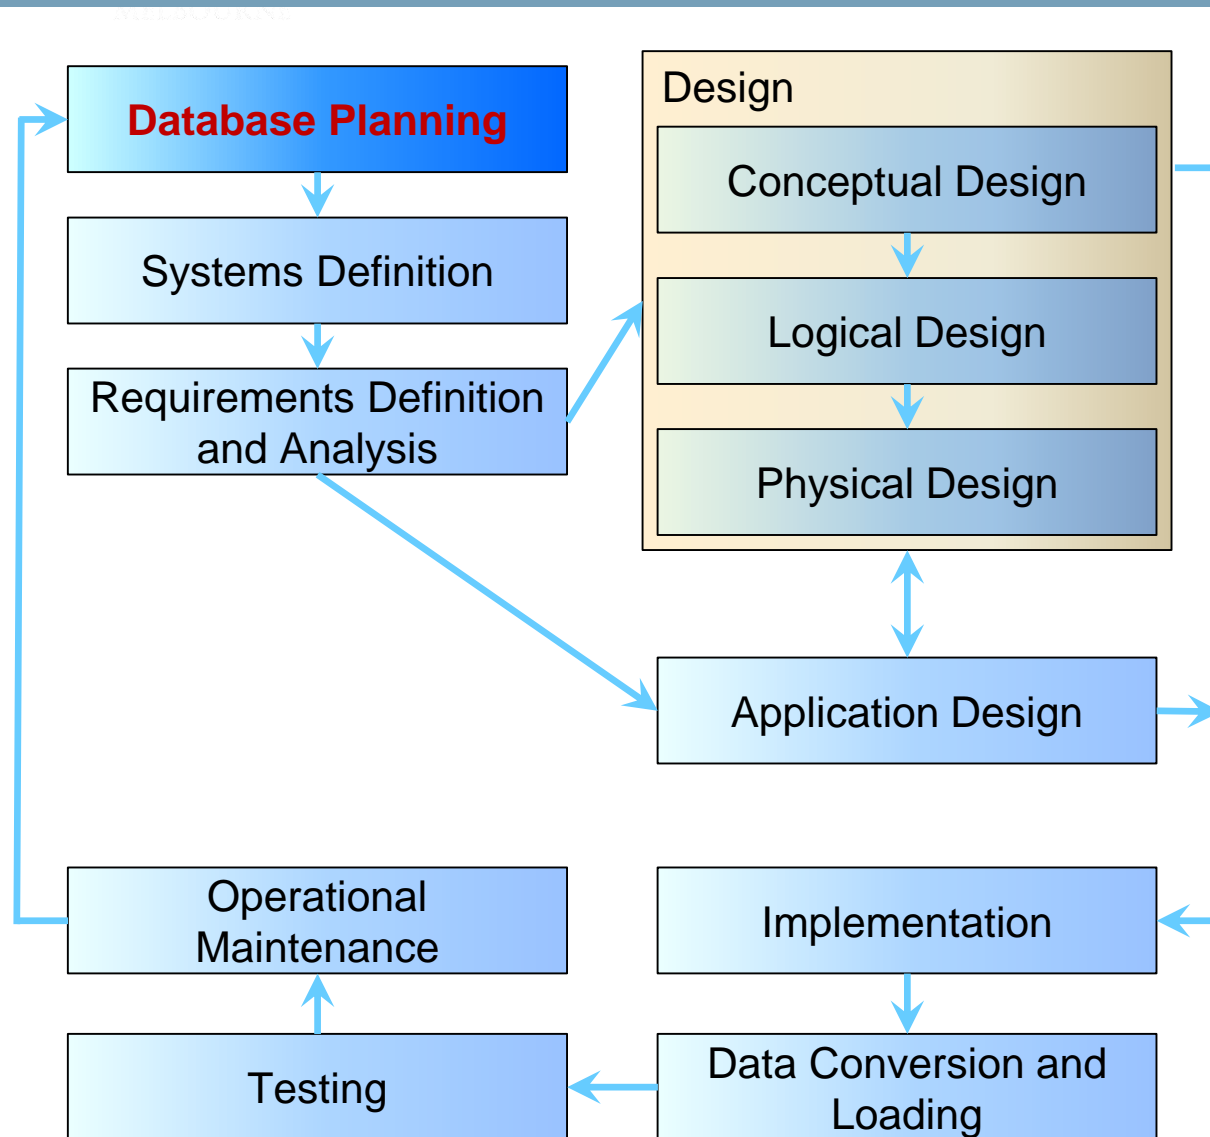 Database Planning
Systems Definition
Requirements Definition
and Analysis
Design
Conceptual Design
Logical Design
Physical Design
Application Design
Operational
Maintenance
Implementation
Testing
Data Conversion and
Loading